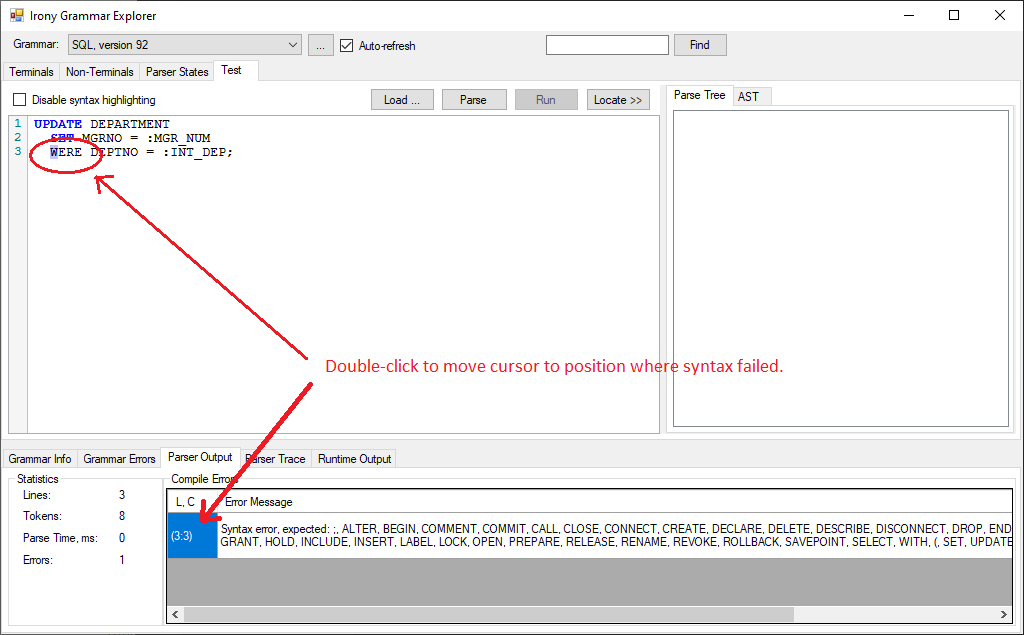 Irony Grammar Explorer
Grammar: SQL, version 92 ... Auto-refresh Find
Terminals Non-Terminals Parser States Test
Disable syntax highlighting Load ... Parse Run Locate >> Parse Tree AST
1 UPDATE DEPARTMENT
2 SET MGRNO = :MGR_NUM
3 WERE DEPTNO = :INT_DEP;
Double-click to move cursor to position where syntax failed.
Grammar Info Grammar Errors Parser Output Parser Trace Runtime Output
Statistics Compile Errors
Lines: 3
Tokens: 8
Parse Time, ms: 0
Errors: 1
L, C Error Message
(3:3) Syntax error, expected: ;, ALTER, BEGIN, COMMENT, COMMIT, CALL, CLOSE, CONNECT, CREATE, DECLARE, DELETE, DESCRIBE, DISCONNECT, DROP, END
GRANT, HOLD, INCLUDE, INSERT, LABEL, LOCK, OPEN, PREPARE, RELEASE, RENAME, REVOKE, ROLLBACK, SAVEPOINT, SELECT, WITH, (, SET, UPDATE